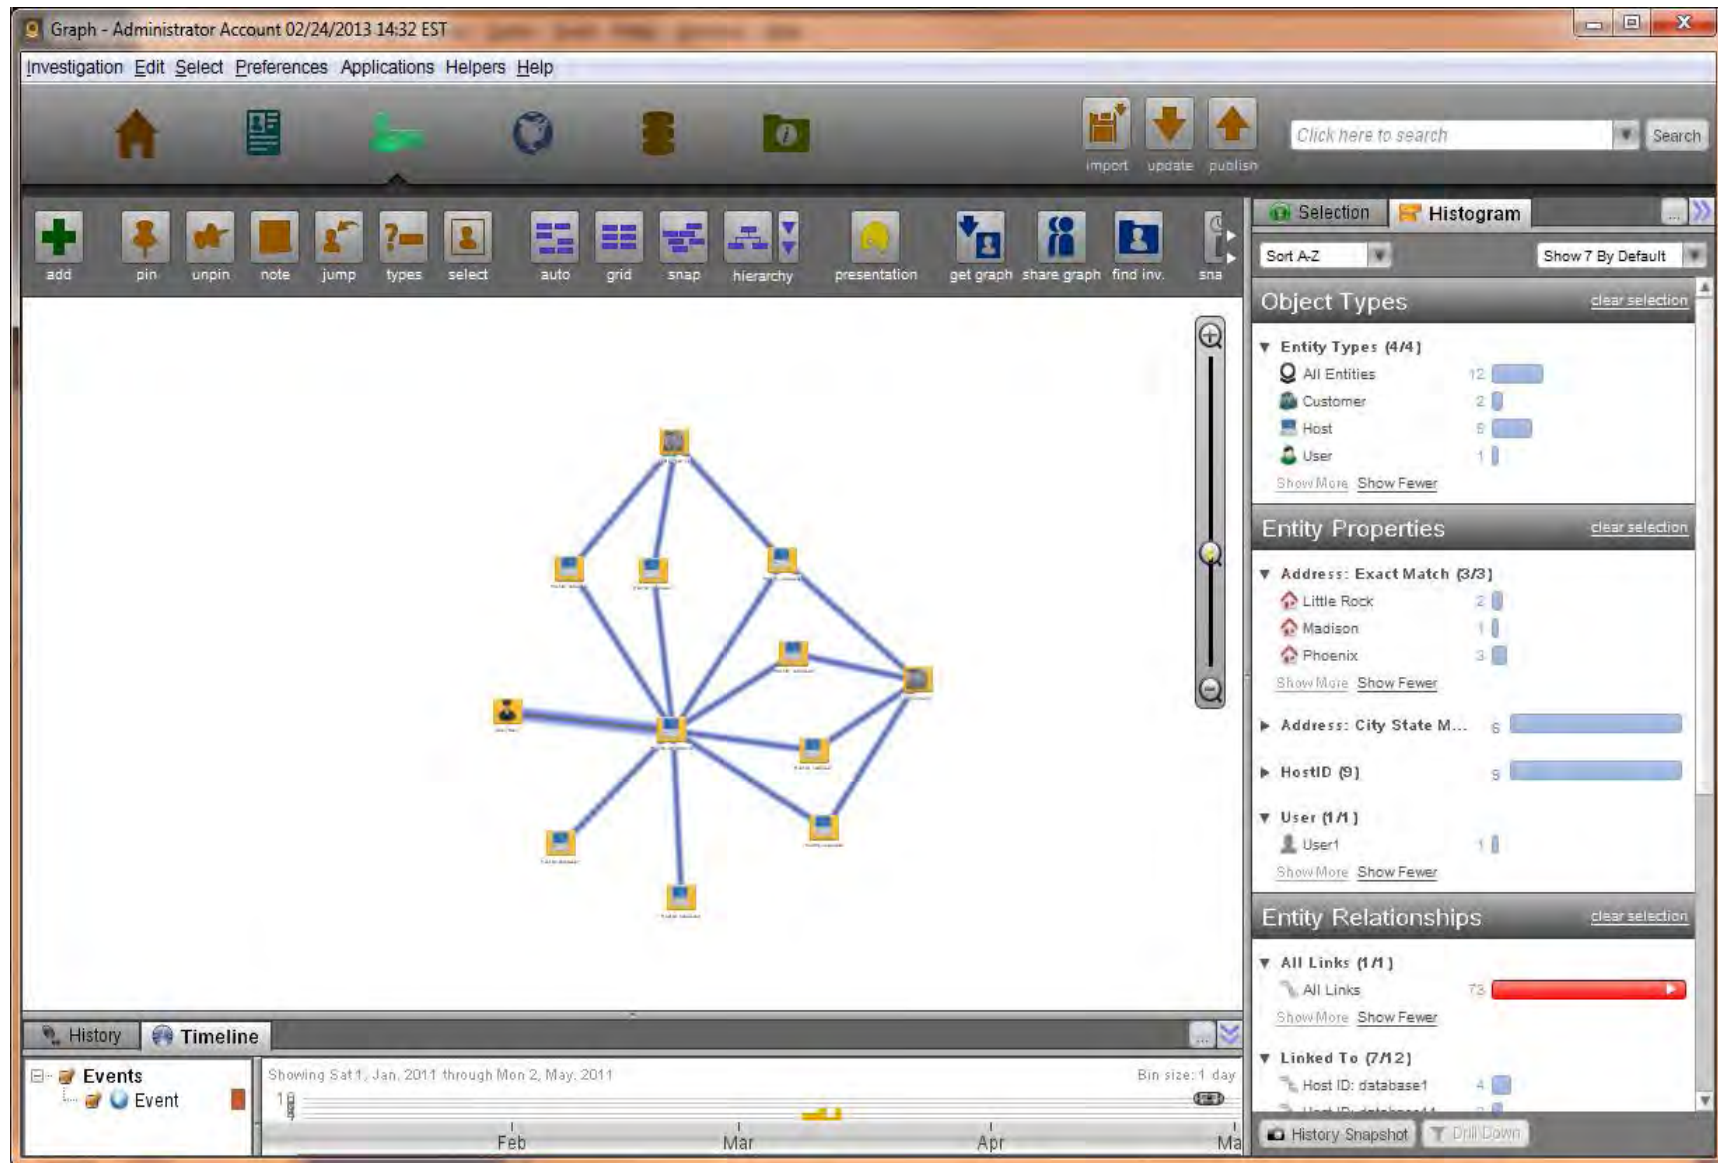 Graph - Administrator Account 02/24/2013 14:32 EST
Investigation Edit Select Preferences Applications Helpers Help
import update publish
Click here to search
Search
add pin unpin note jump types select auto grid snap hierarchy presentation get graph share graph find inv. sna
Selection Histogram ...
Sort A-Z Show 7 By Default
Object Types clear selection
Entity Types (4/4)
All Entities 12
Customer 2
Host 9
User 1
Show More Show Fewer
Entity Properties clear selection
Address: Exact Match (3/3)
Little Rock 2
Madison 1
Phoenix 3
Show More Show Fewer
Address: City State M... 6
HostID (9) 9
User (1/1)
User1 1
Show More Show Fewer
Entity Relationships clear selection
All Links (1/1)
All Links 73
Show More Show Fewer
Linked To (7/12)
Host ID: database1 4
History Snapshot Drill Down
History Timeline ...
Events
Event
Showing Sat 1, Jan, 2011 through Mon 2, May, 2011 Bin size: 1 day
Feb Mar Apr Ma